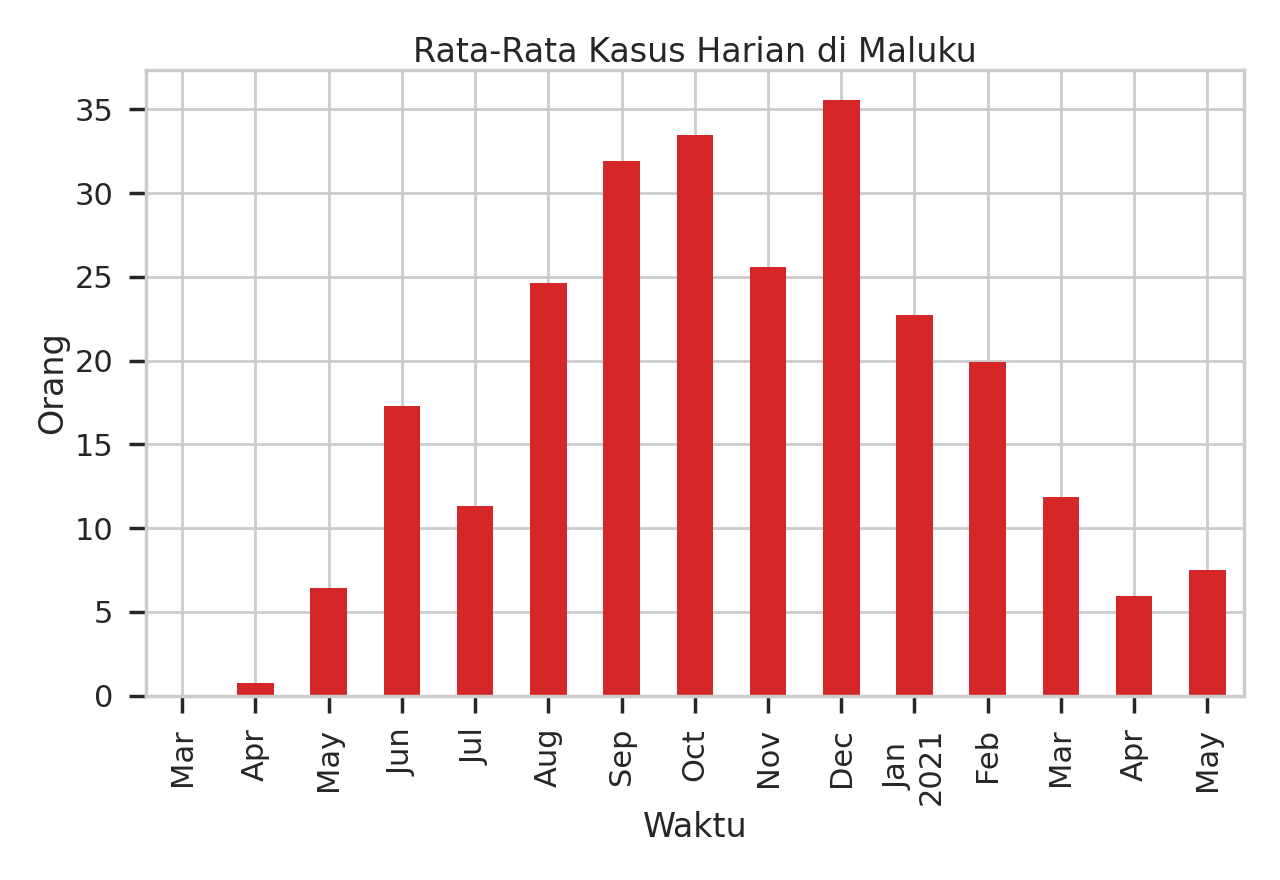 Rata-Rata Kasus Harian di Maluku
Orang
35
30
25
20
15
10
5
0
Mar
Apr
May
Jun
Jul
Aug
Sep
Oct
Nov
Dec
Jan
2021
Feb
Mar
Apr
May
Waktu